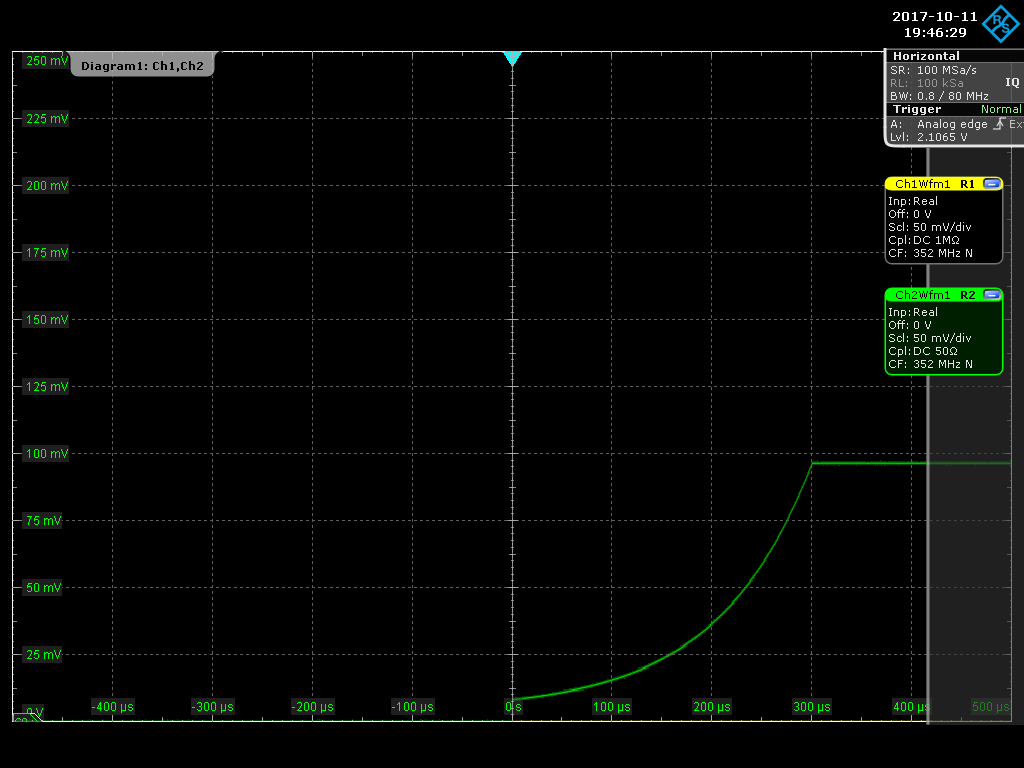 2017-10-11
19:46:29
R&S
Diagram1: Ch1,Ch2
Horizontal
SR: 100 MSa/s
RL: 100 kSa
IQ
BW: 0.8 / 80 MHz
Trigger Normal
A: Analog edge Ex
Lvl: 2.1065 V
Ch1Wfm1 R1
Inp: Real
Off: 0 V
Scl: 50 mV/div
Cpl: DC 1MΩ
CF: 352 MHz N
Ch2Wfm1 R2
Inp: Real
Off: 0 V
Scl: 50 mV/div
Cpl: DC 50Ω
CF: 352 MHz N
250 mV
225 mV
200 mV
175 mV
150 mV
125 mV
100 mV
75 mV
50 mV
25 mV
0 V
-400 µs -300 µs -200 µs -100 µs 0 s 100 µs 200 µs 300 µs 400 µs 500 µs